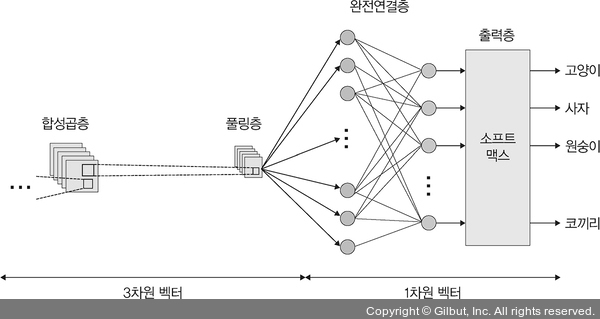 완전연결층
출력층
합성곱층
풀링층
고양이
사자
소프트
맥스
원숭이
코끼리
3차원 벡터
1차원 벡터
Copyright © Gilbut, Inc. All rights reserved.